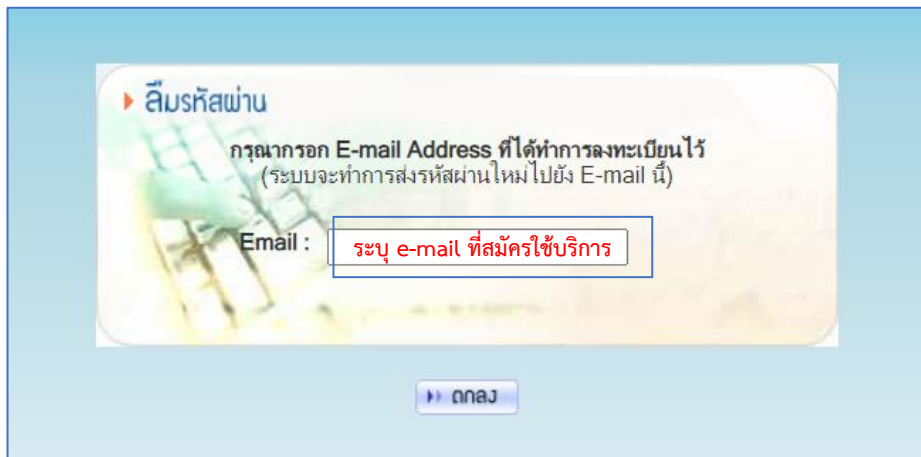 ลืมรหัสผ่าน
กรุณากรอก E-mail Address ที่ได้ทำการลงทะเบียนไว้
(ระบบจะทำการส่งรหัสผ่านใหม่ไปยัง E-mail นี้)
Email : ระบุ e-mail ที่สมัครใช้บริการ
ตกลง